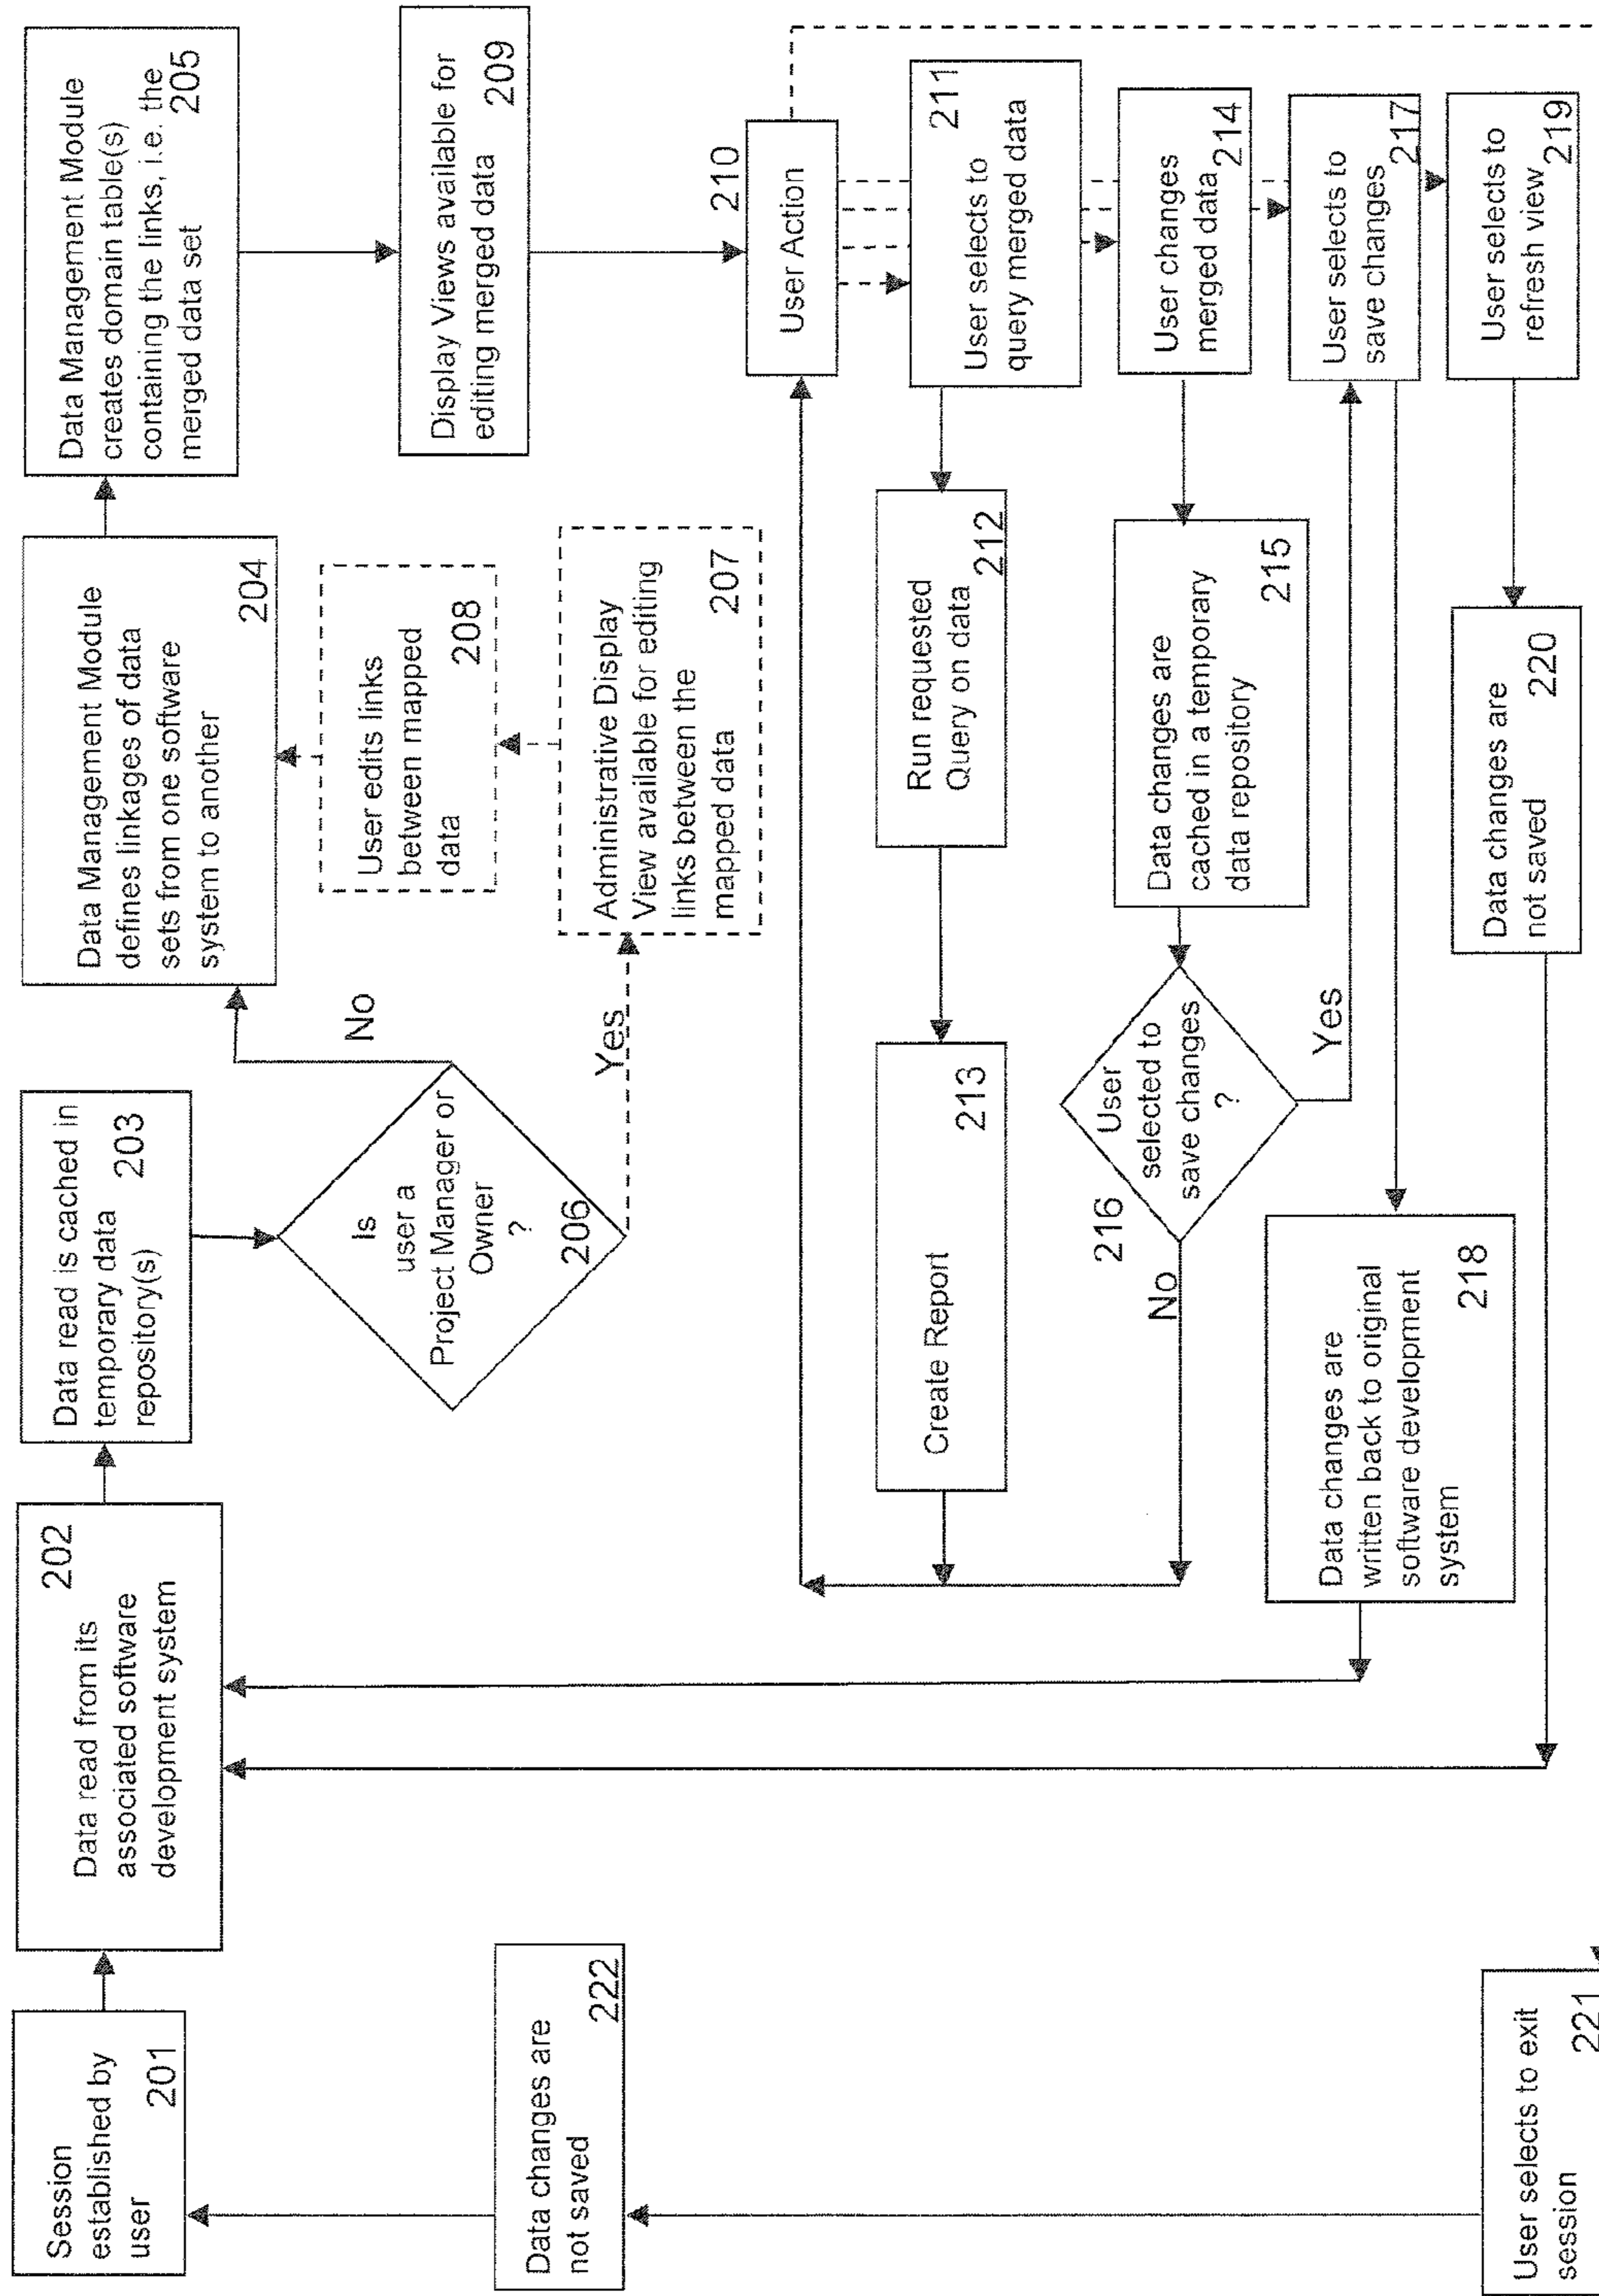 Session
established by
user
201
202
Data read from its
associated software
development system
Data read is cached in
temporary data
203
repository(s)
Is
user a
Project Manager or
Owner
?
206
No
Yes
Data Management Module
defines linkages of data
sets from one software
system to another
204
User edits links
between mapped
data
208
Administrative Display
View available for editing
links between the
mapped data
207
Data Management Module
creates domain table(s)
containing the links, i.e. the
merged data set
205
Display Views available for
editing merged data
209
210
User Action
211
User selects to
query merged data
Run requested
Query on data
212
Create Report
213
User changes
merged data
214
Data changes are
cached in a temporary
data repository
215
216
User
selected to
save changes
?
No
Yes
User selects to
save changes
217
Data changes are
written back to original
software development
system
218
User selects to
refresh view
219
Data changes are
not saved
220
User selects to exit
session
221
Data changes are
not saved
222